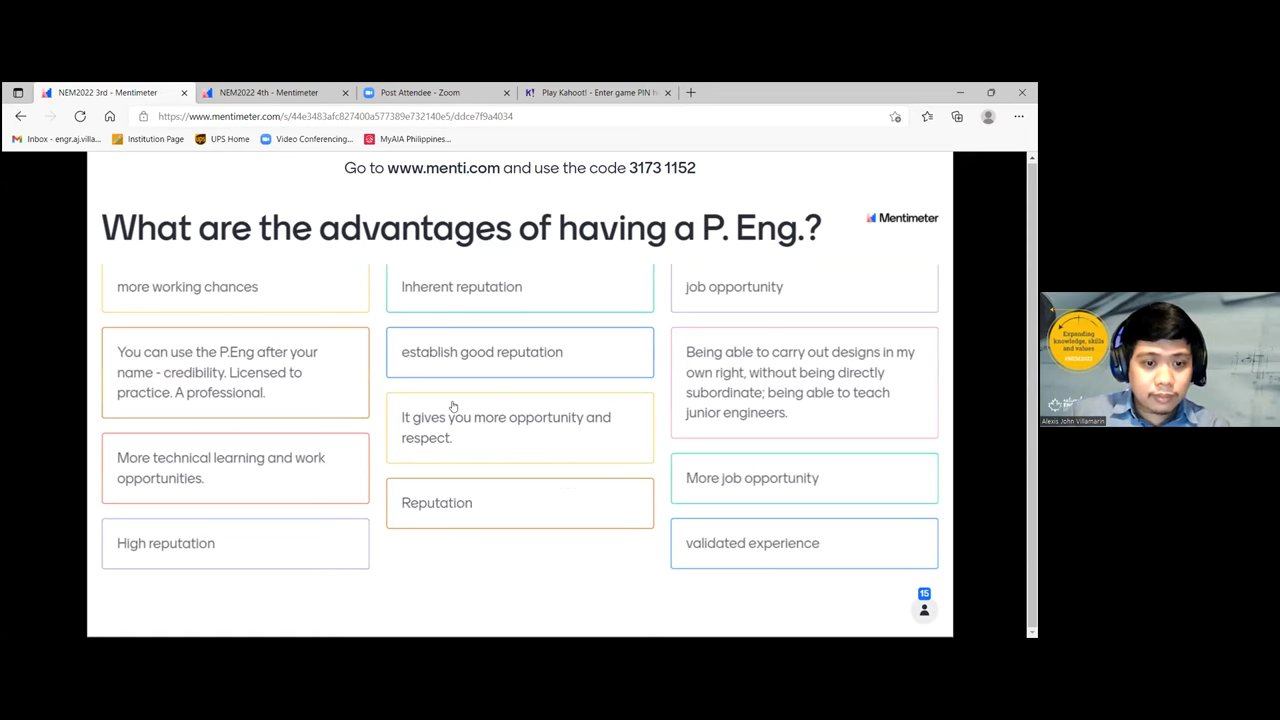 NEM2022 3rd - Mentimeter
NEM2022 4th - Mentimeter
Post Attendee - Zoom
K!
Play Kahoot! - Enter game PIN
https://www.mentimeter.com/s/44e3483afc827400a577389e732140e5/ddce7f9a4034
Inbox - engr.aj.villa...
Institution Page
UPS Home
Video Conferencing...
MyAIA Philippines...
Go to www.menti.com and use the code 3173 1152
What are the advantages of having a P. Eng.?
Mentimeter
more working chances
You can use the P.Eng after your
name - credibility. Licensed to
practice. A professional.
More technical learning and work
opportunities.
High reputation
Inherent reputation
establish good reputation
It gives you more opportunity and
respect.
Reputation
job opportunity
Being able to carry out designs in my
own right, without being directly
subordinate; being able to teach
junior engineers.
More job opportunity
validated experience
15
Expanding
knowledge, skills
and values
#NEM2022
Alexis John Villamarin